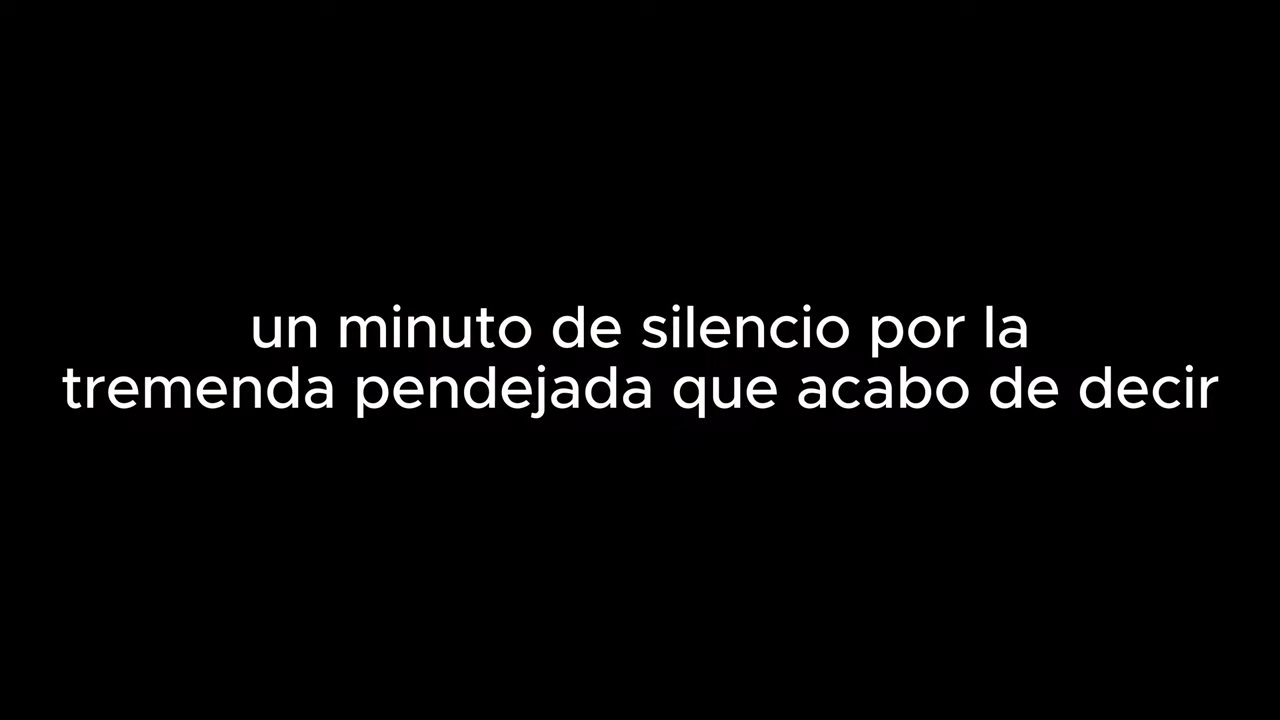 un minuto de silencio por la
tremenda pendejada que acabo de decir